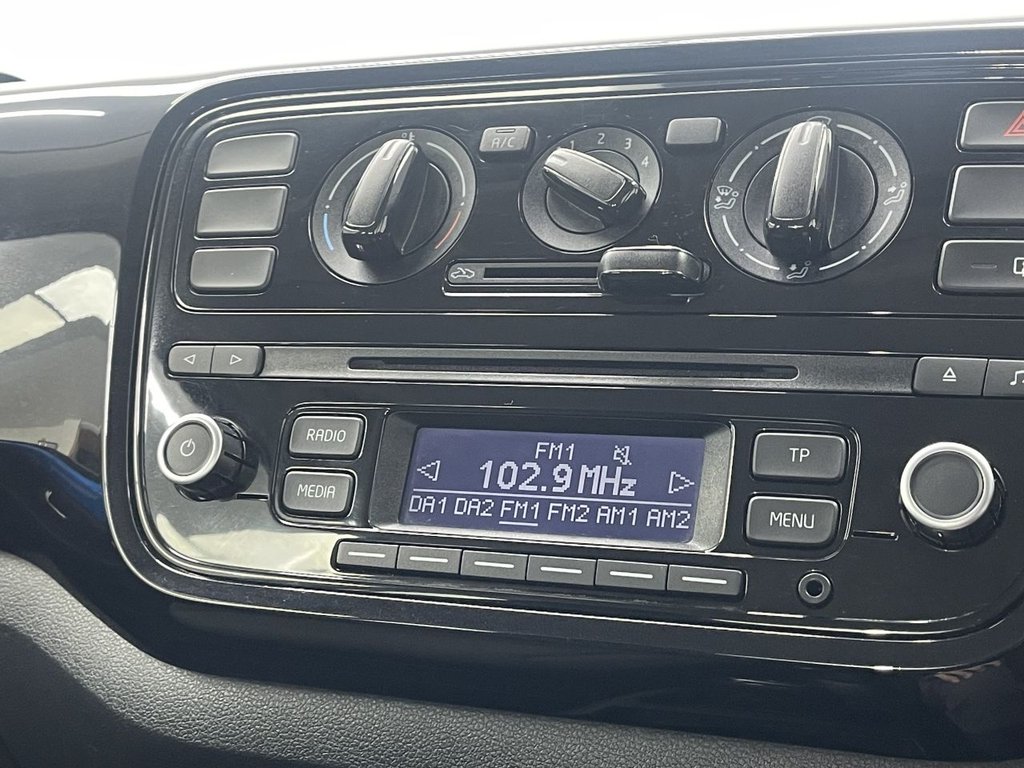 A/C
1 2 3 4
RADIO
MEDIA
FM1
102.9 MHz
DA1 DA2 FM1 FM2 AM1 AM2
TP
MENU